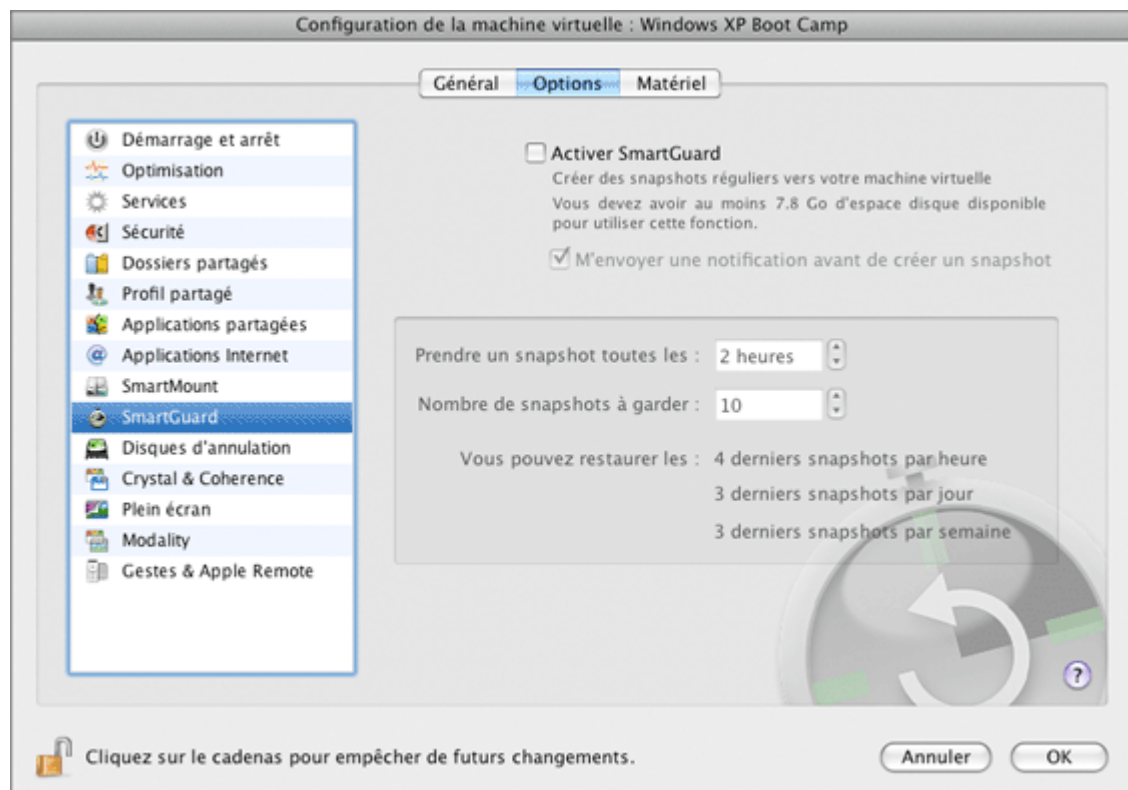 Configuration de la machine virtuelle : Windows XP Boot Camp
Général Options Matériel
Démarrage et arrêt
Optimisation
Services
Sécurité
Dossiers partagés
Profil partagé
Applications partagées
Applications Internet
SmartMount
SmartGuard
Disques d'annulation
Crystal & Coherence
Plein écran
Modality
Gestes & Apple Remote
Activer SmartGuard
Créer des snapshots réguliers vers votre machine virtuelle
Vous devez avoir au moins 7.8 Go d'espace disque disponible
pour utiliser cette fonction.
M'envoyer une notification avant de créer un snapshot
Prendre un snapshot toutes les : 2 heures
Nombre de snapshots à garder : 10
Vous pouvez restaurer les : 4 derniers snapshots par heure
3 derniers snapshots par jour
3 derniers snapshots par semaine
?
Cliquez sur le cadenas pour empêcher de futurs changements.
Annuler OK